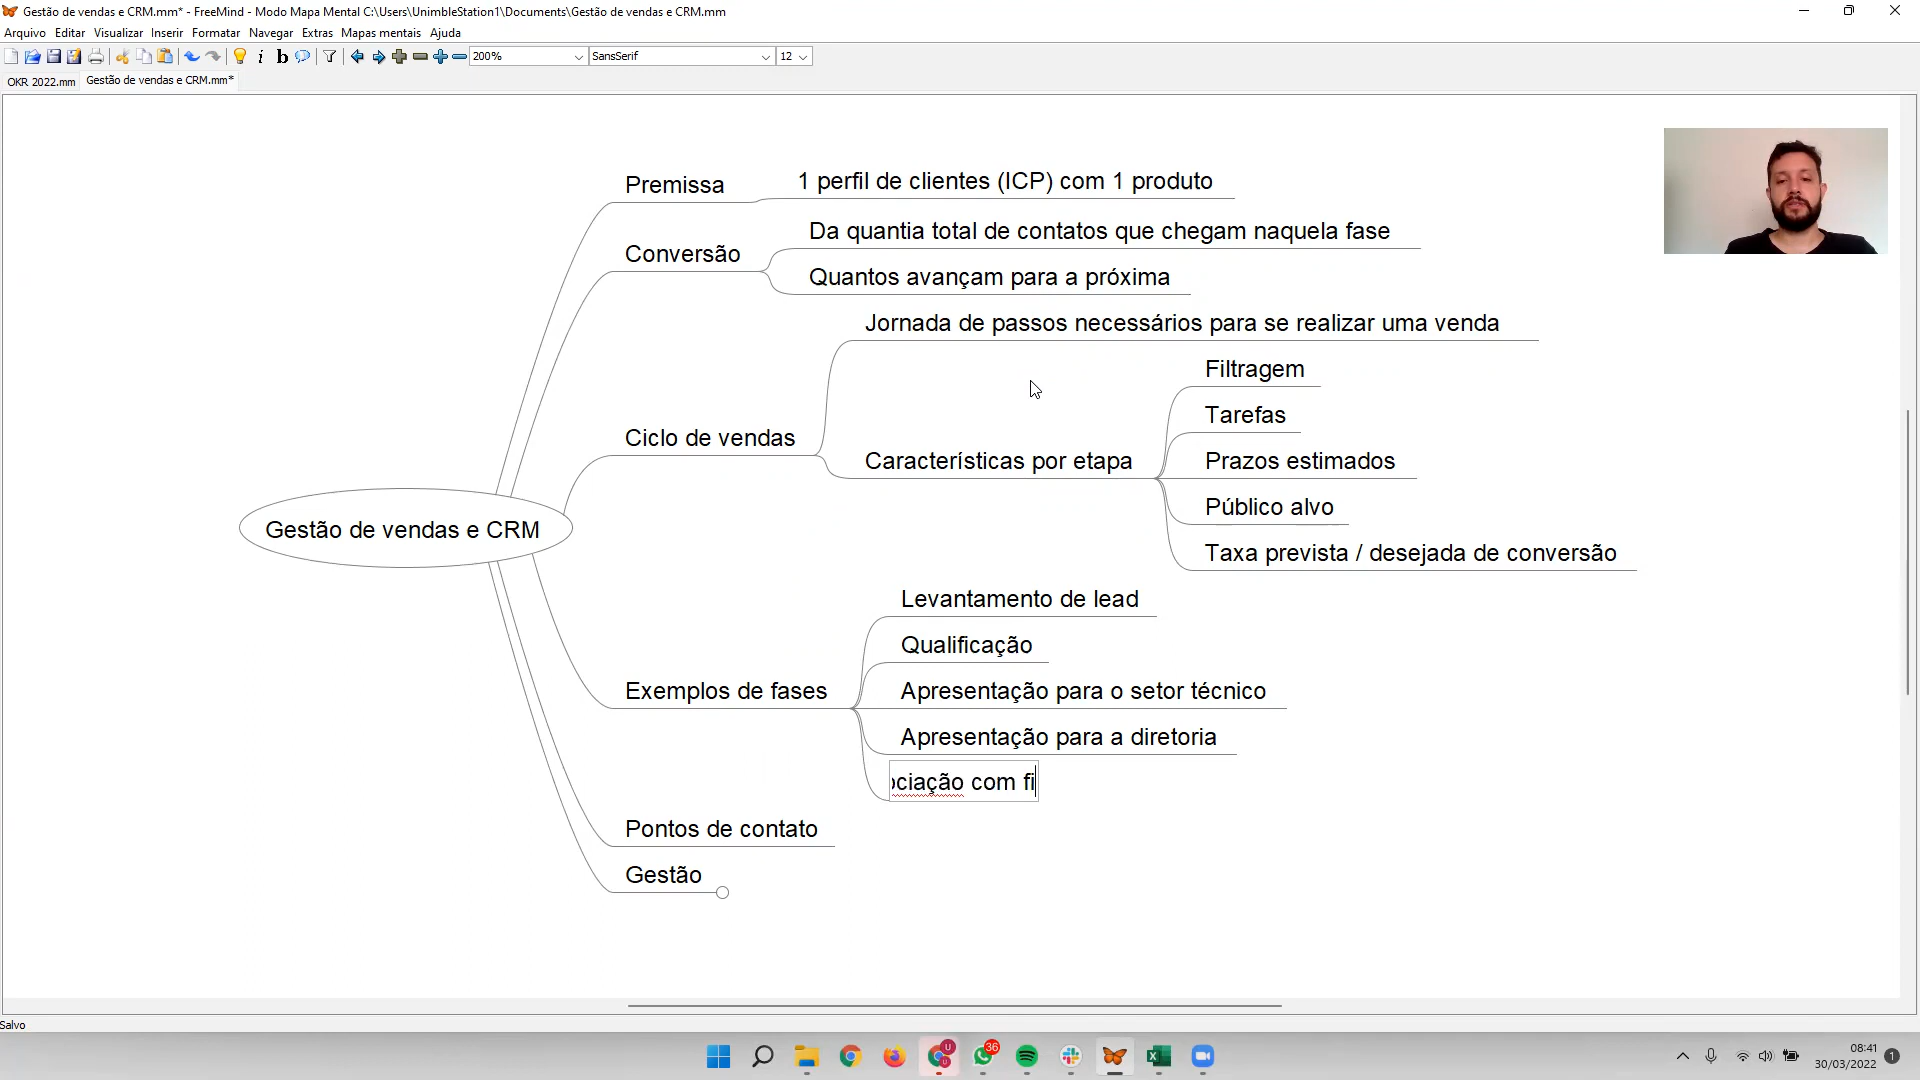 Gestão de vendas e CRM.mm* - FreeMind - Modo Mapa Mental C:\Users\UnimbleStation1\Documents\Gestão de vendas e CRM.mm
Arquivo Editar Visualizar Inserir Formatar Navegar Extras Mapas mentais Ajuda
200% SansSerif 12
OKR 2022.mm Gestão de vendas e CRM.mm*
Premissa
1 perfil de clientes (ICP) com 1 produto
Conversão
Da quantia total de contatos que chegam naquela fase
Quantos avançam para a próxima
Ciclo de vendas
Jornada de passos necessários para se realizar uma venda
Características por etapa
Filtragem
Tarefas
Prazos estimados
Público alvo
Taxa prevista / desejada de conversão
Gestão de vendas e CRM
Exemplos de fases
Levantamento de lead
Qualificação
Apresentação para o setor técnico
Apresentação para a diretoria
ociação com fi
Pontos de contato
Gestão
Salvo
36
08:41
30/03/2022
1